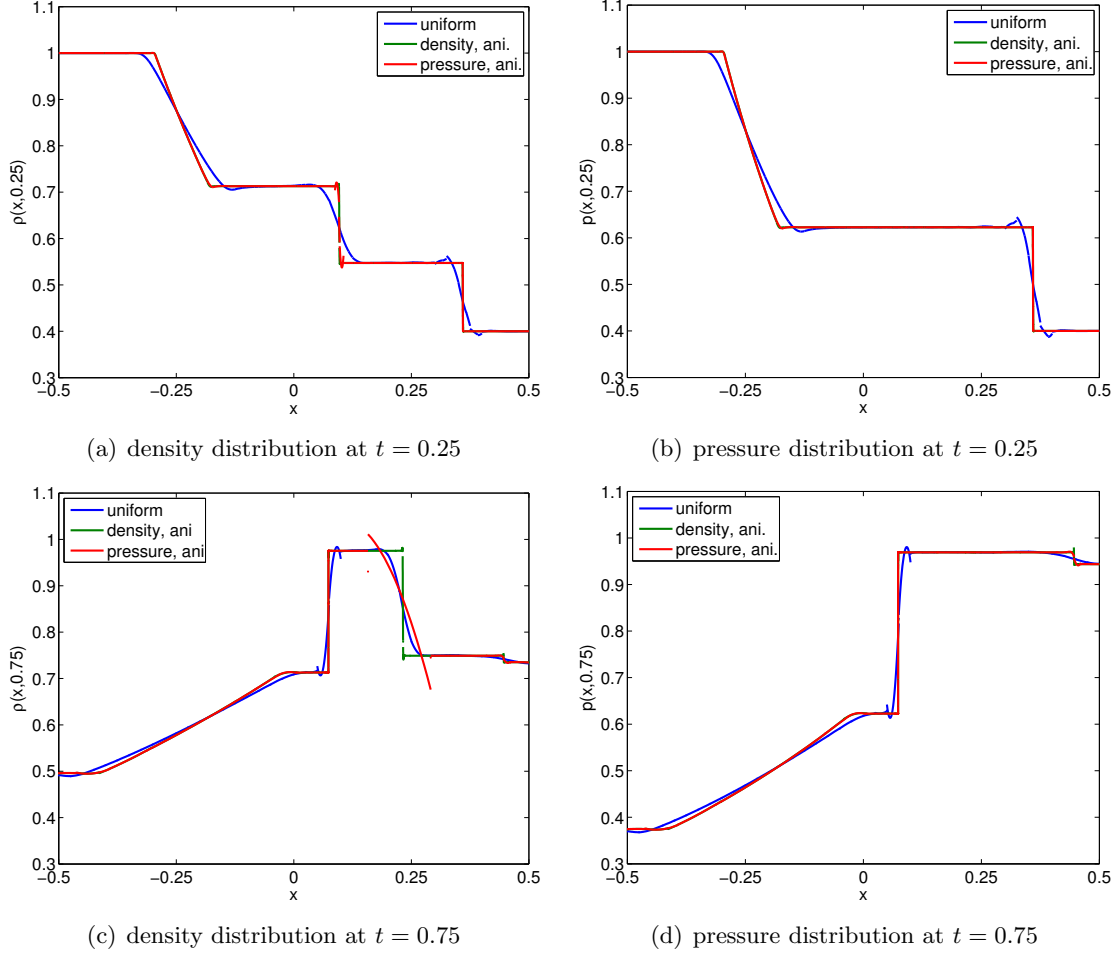 1.1
1
0.9
0.8
0.7
0.6
0.5
0.4
0.3
ρ(x,0.25)
−0.5
−0.25
0
0.25
0.5
x
uniform
density, ani.
pressure, ani.
(a) density distribution at t = 0.25
1.1
1
0.9
0.8
0.7
0.6
0.5
0.4
0.3
p(x,0.25)
−0.5
−0.25
0
0.25
0.5
x
uniform
density, ani.
pressure, ani.
(b) pressure distribution at t = 0.25
1.1
1
0.9
0.8
0.7
0.6
0.5
0.4
0.3
ρ(x,0.75)
−0.5
−0.25
0
0.25
0.5
x
uniform
density, ani
pressure, ani
(c) density distribution at t = 0.75
1.1
1
0.9
0.8
0.7
0.6
0.5
0.4
0.3
p(x,0.75)
−0.5
−0.25
0
0.25
0.5
x
uniform
density, ani.
pressure, ani.
(d) pressure distribution at t = 0.75